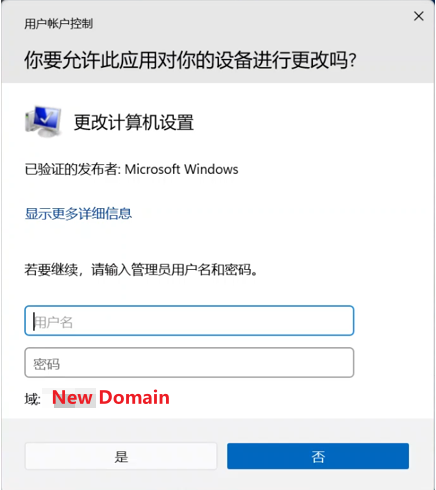 用户帐户控制
你要允许此应用对你的设备进行更改吗?
更改计算机设置
已验证的发布者: Microsoft Windows
显示更多详细信息
若要继续，请输入管理员用户名和密码。
用户名
密码
域: New Domain
是
否